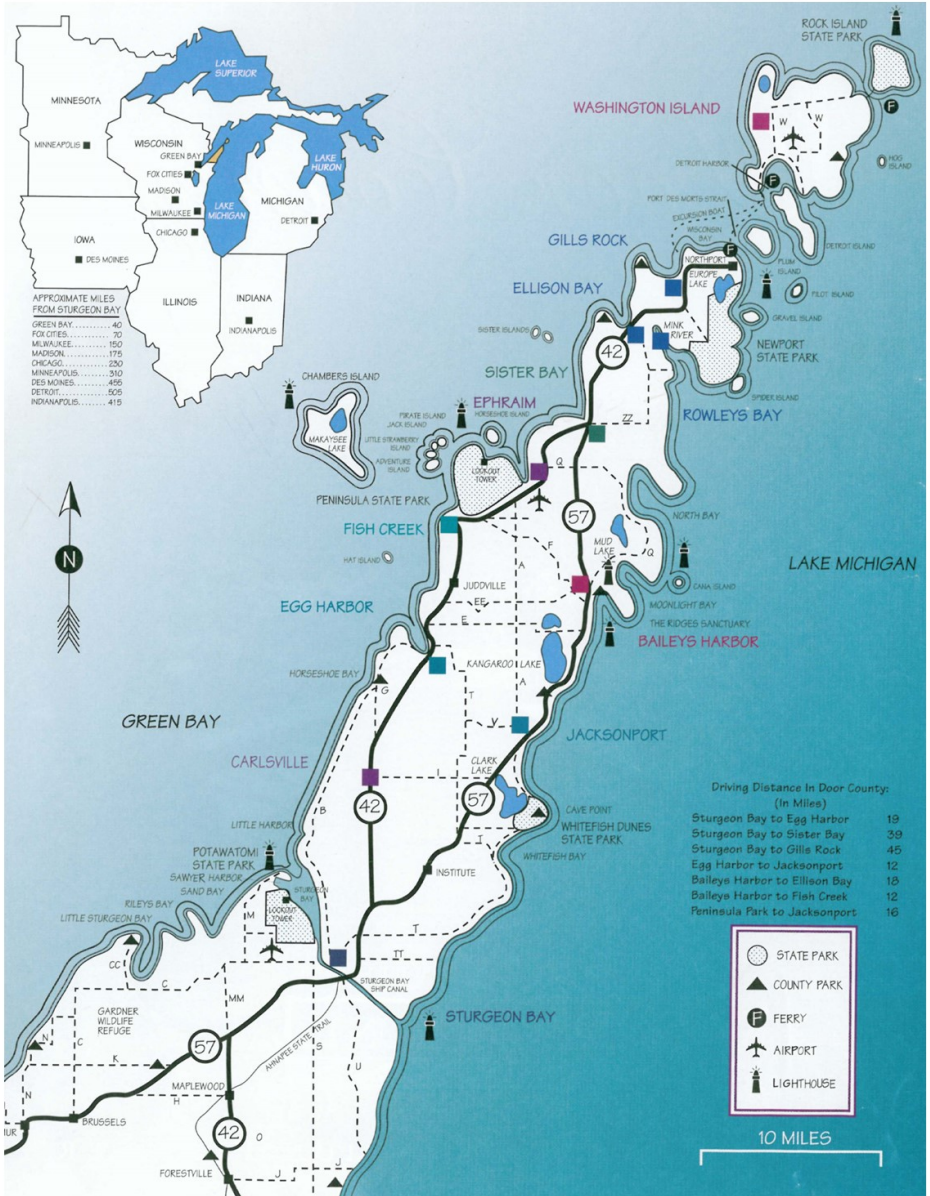 LAKE
SUPERIOR
MINNESOTA
MINNEAPOLIS
WISCONSIN
GREEN BAY
FOX CITIES
MADISON
MILWAUKEE
LAKE
HURON
LAKE
MICHIGAN
MICHIGAN
DETROIT
CHICAGO
IOWA
DES MOINES
ILLINOIS
INDIANA
INDIANAPOLIS
APPROXIMATE MILES
FROM STURGEON BAY
GREEN BAY.......... 40
FOX CITIES.......... 70
MILWAUKEE......... 150
MADISON............ 175
CHICAGO............ 230
MINNEAPOLIS...... 310
DES MOINES....... 455
DETROIT............. 505
INDIANAPOLIS..... 415
ROCK ISLAND
STATE PARK
F
WASHINGTON ISLAND
W W
HOG
ISLAND
DETROIT HARBOR
F
PORT DES MORTS STRAIT
EXCURSION BOAT
WISCONSIN
BAY
DETROIT ISLAND
GILLS ROCK
F
NORTHPORT
PLUM
ISLAND
EUROPE
LAKE
PILOT ISLAND
ELLISON BAY
GRAVEL ISLAND
SISTER ISLANDS
MINK
RIVER
42
NEWPORT
STATE PARK
SISTER BAY
SPIDER ISLAND
CHAMBERS ISLAND
MAKAYSEE
LAKE
EPHRAIM
HORSESHOE ISLAND
PIRATE ISLAND
JACK ISLAND
LITTLE STRAWBERRY
ISLAND
ADVENTURE
ISLAND
ZZ
ROWLEYS BAY
LOOKOUT
TOWER
Q
PENINSULA STATE PARK
57
NORTH BAY
FISH CREEK
F
MUD
LAKE
Q
HAT ISLAND
A
LAKE MICHIGAN
N
JUDDVILLE
CANA ISLAND
EGG HARBOR
EE
E
MOONLIGHT BAY
THE RIDGES SANCTUARY
BAILEYS HARBOR
HORSESHOE BAY
KANGAROO LAKE
G
T
A
GREEN BAY
V
JACKSONPORT
CARLSVILLE
CLARK
LAKE
I
42
57
B
CAVE POINT
WHITEFISH DUNES
STATE PARK
LITTLE HARBOR
T
WHITEFISH BAY
POTAWATOMI
STATE PARK
SAWYER HARBOR
SAND BAY
INSTITUTE
STURGEON
BAY
RILEYS BAY
LOOKOUT
TOWER
LITTLE STURGEON BAY
M
T
TT
CC
STURGEON BAY
SHIP CANAL
C
MM
GARDNER
WILDLIFE
REFUGE
STURGEON BAY
N
C
57
AHNAPEE STATE TRAIL
S
K
U
N
MAPLEWOOD
H
BRUSSELS
UR
42
O
FORESTVILLE
J
J
Driving Distance In Door County:
(In Miles)
Sturgeon Bay to Egg Harbor 19
Sturgeon Bay to Sister Bay 39
Sturgeon Bay to Gills Rock 45
Egg Harbor to Jacksonport 12
Baileys Harbor to Ellison Bay 18
Baileys Harbor to Fish Creek 12
Peninsula Park to Jacksonport 16
STATE PARK
COUNTY PARK
F FERRY
AIRPORT
LIGHTHOUSE
10 MILES